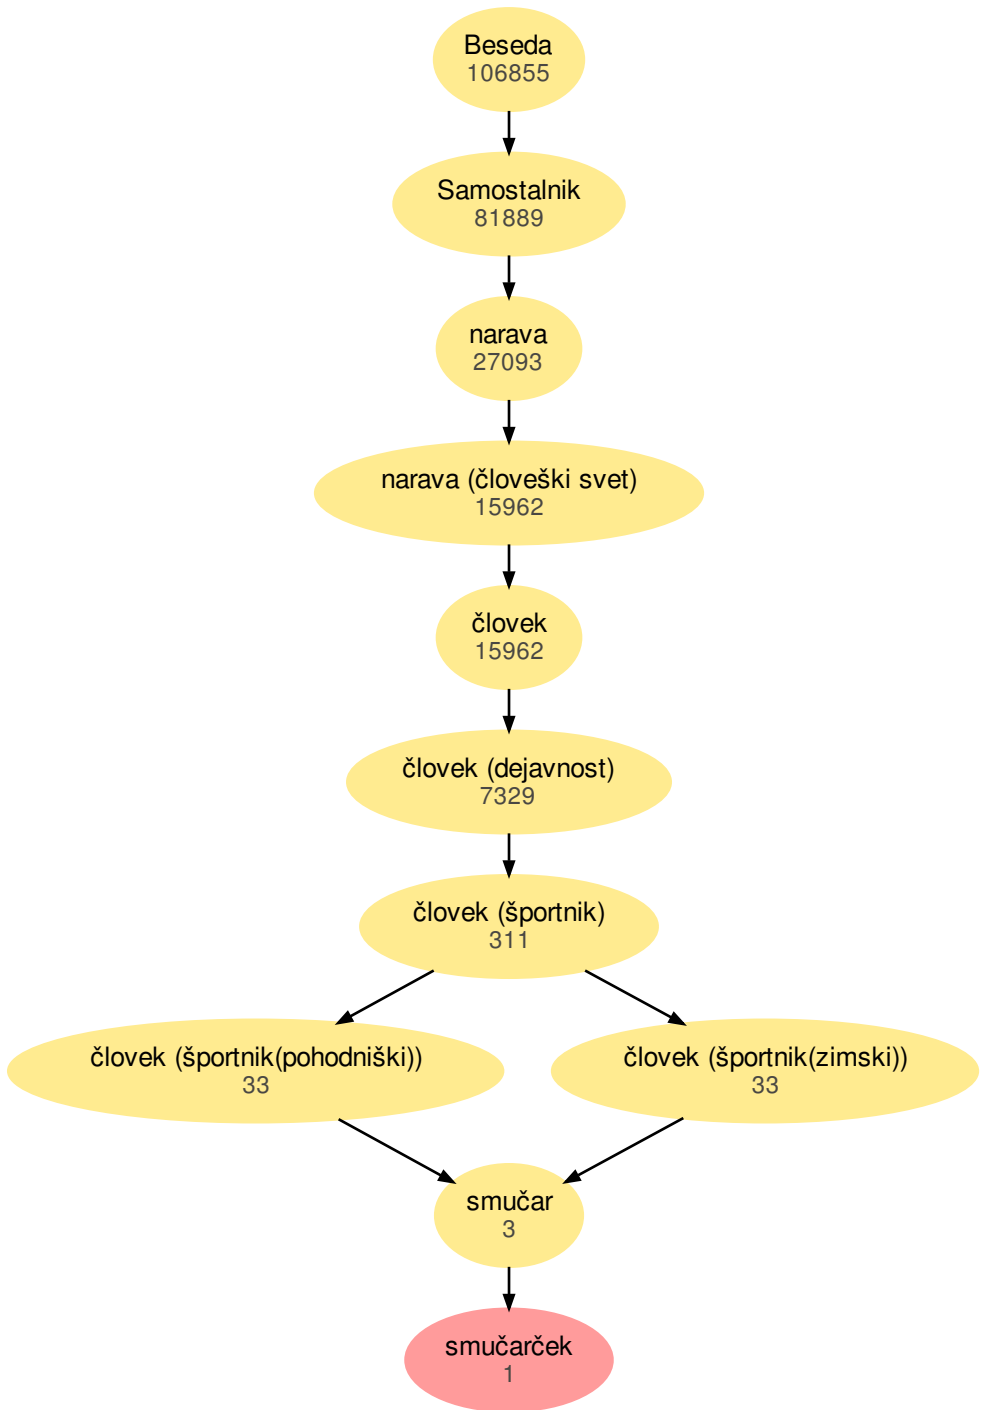 Beseda
106855
Samostalnik
81889
narava
27093
narava (človeški svet)
15962
človek
15962
človek (dejavnost)
7329
človek (športnik)
311
človek (športnik(pohodniški))
33
človek (športnik(zimski))
33
smučar
3
smučarček
1